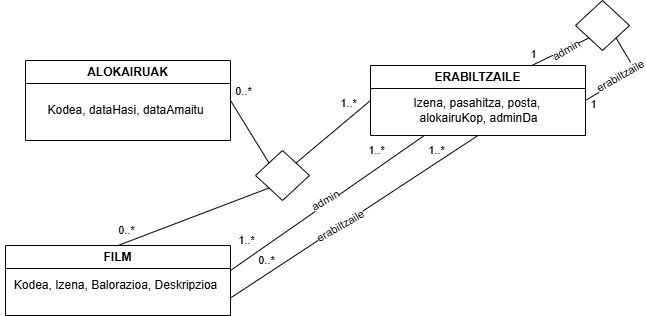 1
admin
ALOKAIRUAK
ERABILTZAILE
erabiltzaile
0..*
1..*
1
Kodea, dataHasi, dataAmaitu
Izena, pasahitza, posta,
alokairuKop, adminDa
1..*
1..*
admin
0..*
1..*
erabiltzaile
FILM
0..*
Kodea, Izena, Balorazioa, Deskripzioa